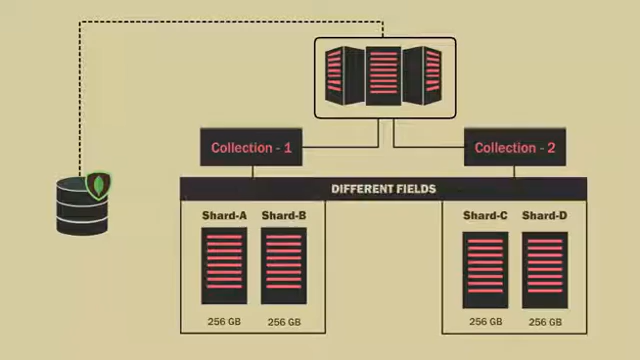 Collection - 1
Collection - 2
DIFFERENT FIELDS
Shard-A
Shard-B
Shard-C
Shard-D
256 GB
256 GB
256 GB
256 GB